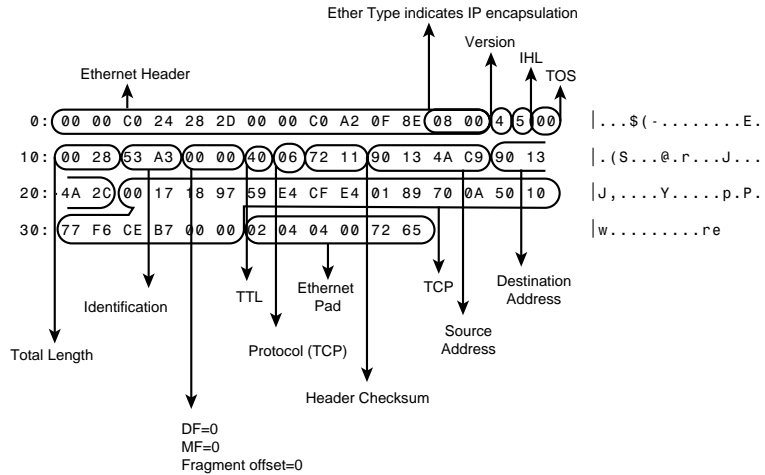 Ether Type indicates IP encapsulation
Version
IHL
TOS
Ethernet Header
0: 00 00 C0 24 28 2D 00 00 C0 A2 0F 8E 08 00 4 5 00 |...$(-........E.
10: 00 28 53 A3 00 00 40 06 72 11 90 13 4A C9 90 13 |.(S...@.r...J...
20: 4A 2C 00 17 18 97 59 E4 CF E4 01 89 70 0A 50 10 |J,....Y.....p.P.
30: 77 F6 CE B7 00 00 02 04 04 00 72 65 |w.........re
Identification
TTL
Ethernet
Pad
TCP
Destination
Address
Total Length
Protocol (TCP)
Source
Address
Header Checksum
DF=0
MF=0
Fragment offset=0